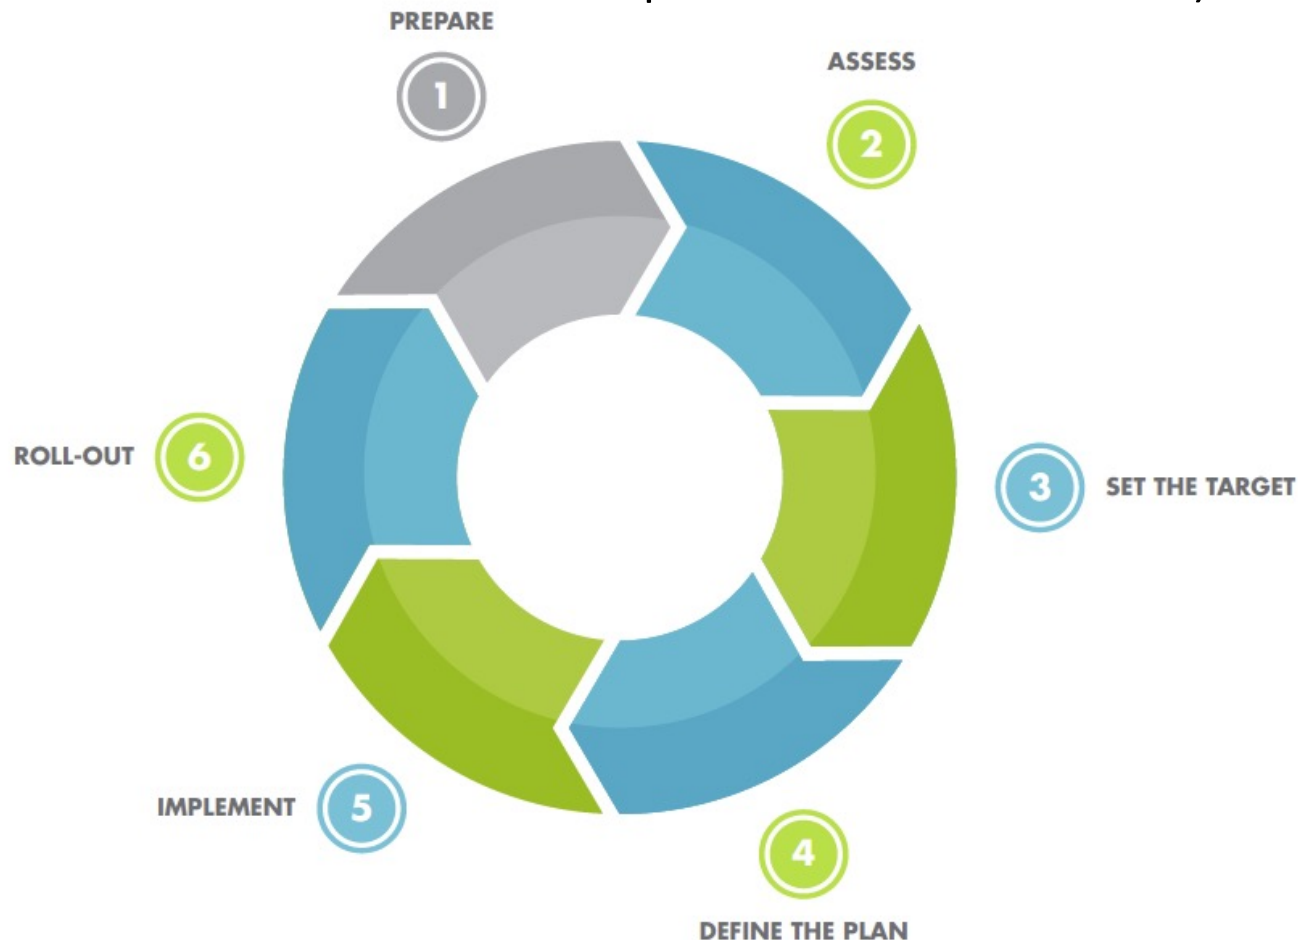 PREPARE
1
ASSESS
2
3
SET THE TARGET
ROLL-OUT
6
IMPLEMENT
5
4
DEFINE THE PLAN